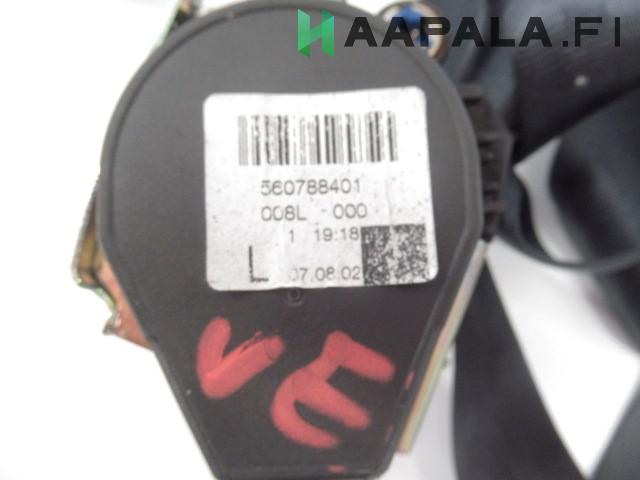 HAAPALA.FI
560788401
008L - 000
1 19:18
L 07.08.02
VE